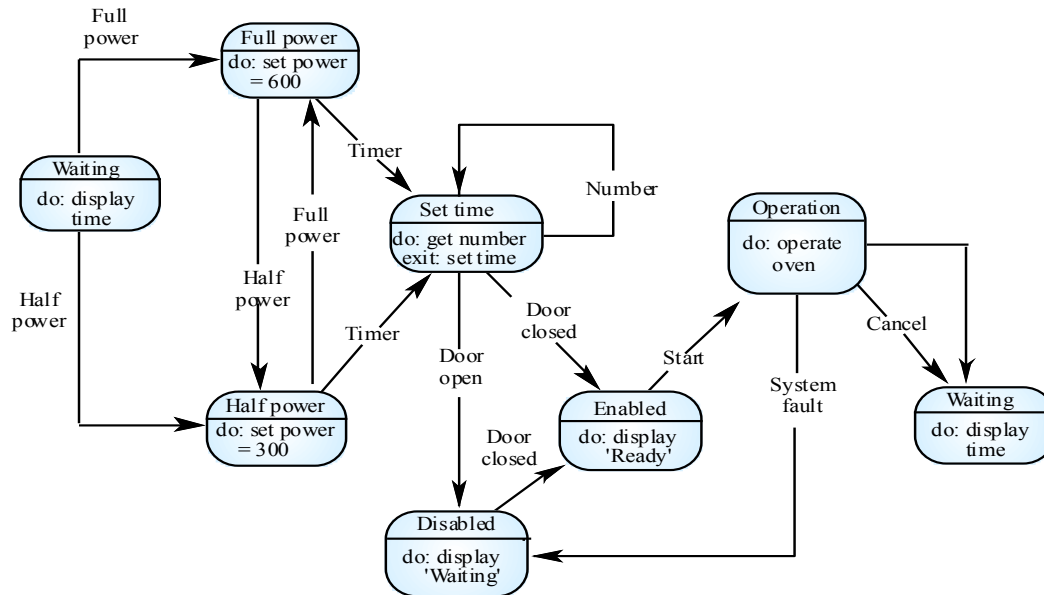 Full
power
Full power
do: set power
= 600
Timer
Waiting
do: display
time
Full
power
Half
power
Half
power
Timer
Set time
do: get number
exit: set time
Number
Operation
do: operate
oven
Door
closed
Door
open
Start
Cancel
System
fault
Half power
do: set power
= 300
Enabled
do: display
'Ready'
Door
closed
Waiting
do: display
time
Disabled
do: display
'Waiting'